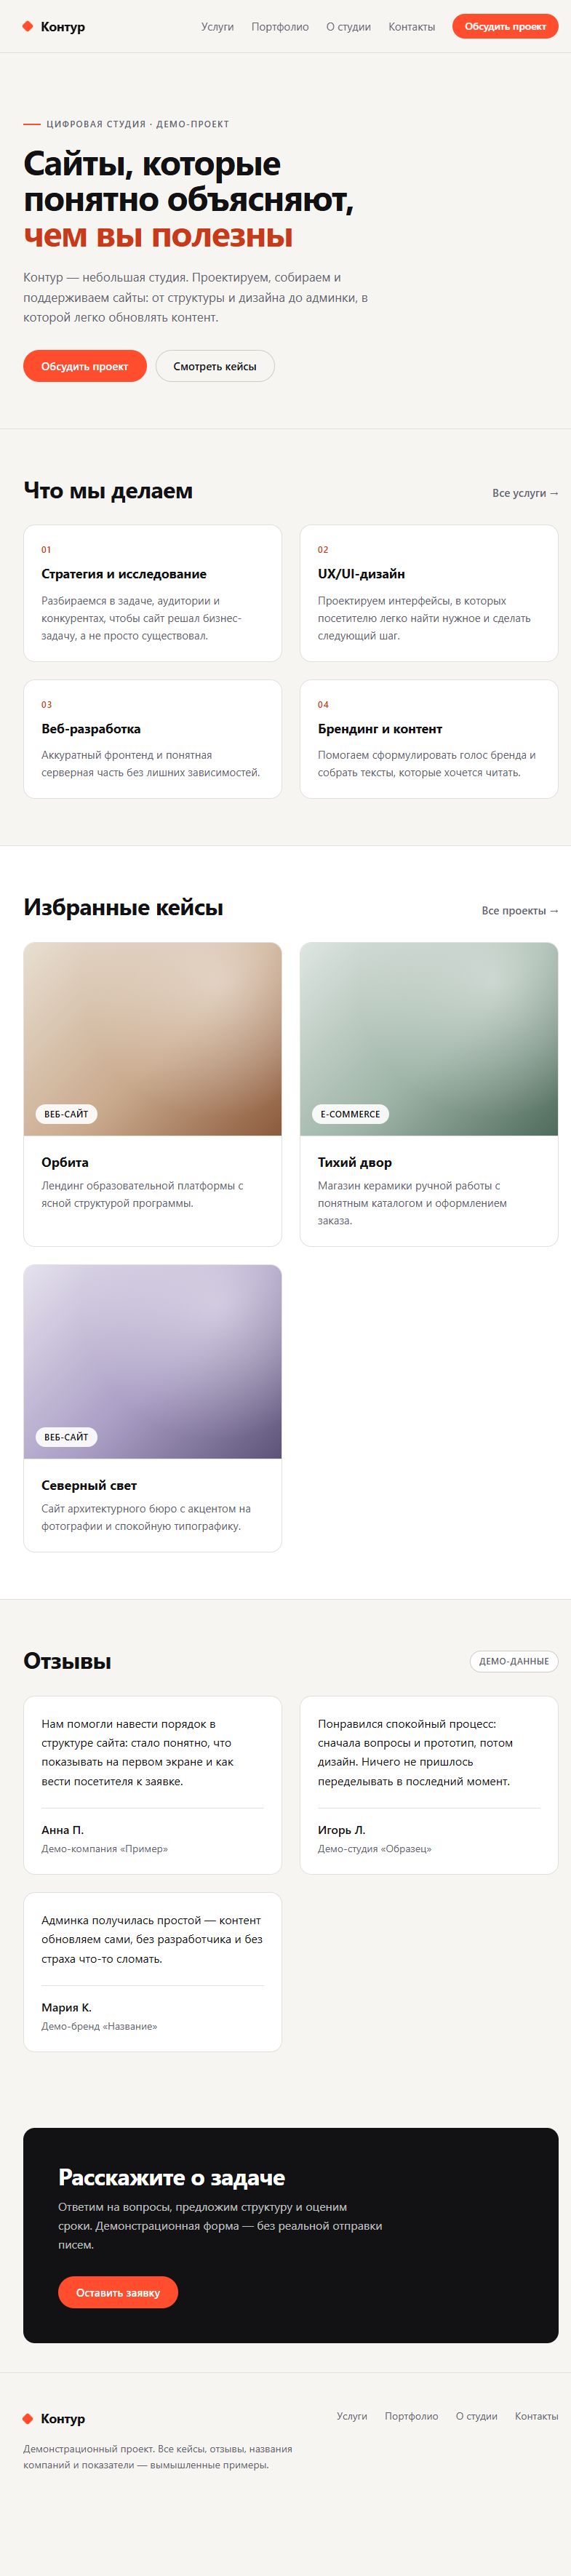 Контур
Услуги Портфолио О студии Контакты Обсудить проект
ЦИФРОВАЯ СТУДИЯ · ДЕМО-ПРОЕКТ
Сайты, которые
понятно объясняют,
чем вы полезны
Контур — небольшая студия. Проектируем, собираем и
поддерживаем сайты: от структуры и дизайна до админки, в
которой легко обновлять контент.
Обсудить проект Смотреть кейсы
Что мы делаем
Все услуги →
01
Стратегия и исследование
Разбираемся в задаче, аудитории и
конкурентах, чтобы сайт решал бизнес-
задачу, а не просто существовал.
02
UX/UI-дизайн
Проектируем интерфейсы, в которых
посетителю легко найти нужное и сделать
следующий шаг.
03
Веб-разработка
Аккуратный фронтенд и понятная
серверная часть без лишних зависимостей.
04
Брендинг и контент
Помогаем сформулировать голос бренда и
собрать тексты, которые хочется читать.
Избранные кейсы
Все проекты →
ВЕБ-САЙТ
Орбита
Лендинг образовательной платформы с
ясной структурой программы.
E-COMMERCE
Тихий двор
Магазин керамики ручной работы с
понятным каталогом и оформлением
заказа.
ВЕБ-САЙТ
Северный свет
Сайт архитектурного бюро с акцентом на
фотографии и спокойную типографику.
Отзывы
ДЕМО-ДАННЫЕ
Нам помогли навести порядок в
структуре сайта: стало понятно, что
показывать на первом экране и как
вести посетителя к заявке.
Анна П.
Демо-компания «Пример»
Понравился спокойный процесс:
сначала вопросы и прототип, потом
дизайн. Ничего не пришлось
переделывать в последний момент.
Игорь Л.
Демо-студия «Образец»
Админка получилась простой — контент
обновляем сами, без разработчика и без
страха что-то сломать.
Мария К.
Демо-бренд «Название»
Расскажите о задаче
Ответим на вопросы, предложим структуру и оценим
сроки. Демонстрационная форма — без реальной отправки
писем.
Оставить заявку
Контур
Услуги Портфолио О студии Контакты
Демонстрационный проект. Все кейсы, отзывы, названия
компаний и показатели — вымышленные примеры.